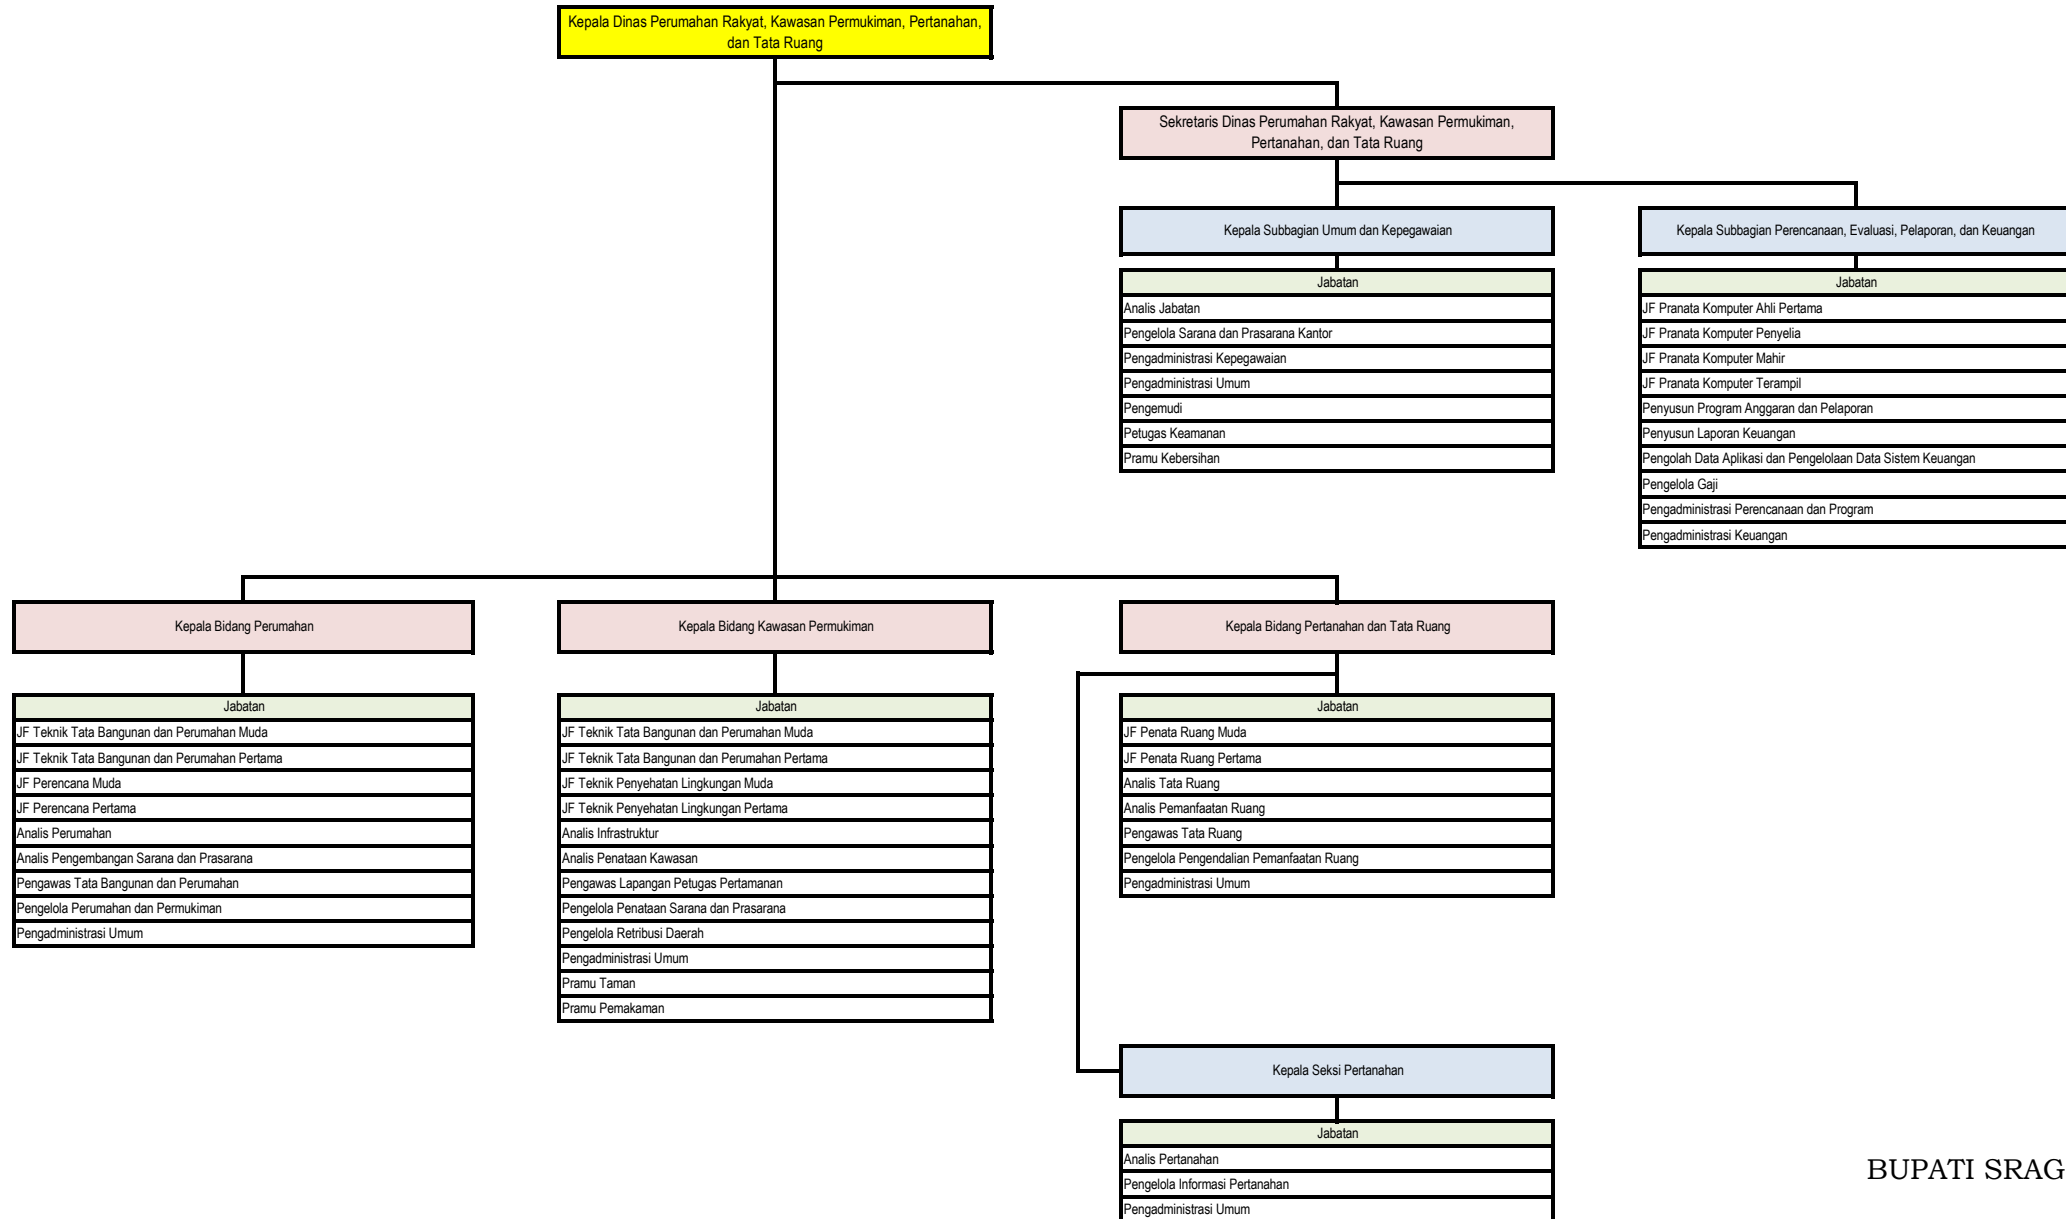 Kepala Dinas Perumahan Rakyat, Kawasan Permukiman, Pertanahan,
dan Tata Ruang
Sekretaris Dinas Perumahan Rakyat, Kawasan Permukiman,
Pertanahan, dan Tata Ruang
Kepala Subbagian Umum dan Kepegawaian
Jabatan
Analis Jabatan
Pengelola Sarana dan Prasarana Kantor
Pengadministrasi Kepegawaian
Pengadministrasi Umum
Pengemudi
Petugas Keamanan
Pramu Kebersihan
Kepala Subbagian Perencanaan, Evaluasi, Pelaporan, dan Keuangan
Jabatan
JF Pranata Komputer Ahli Pertama
JF Pranata Komputer Penyelia
JF Pranata Komputer Mahir
JF Pranata Komputer Terampil
Penyusun Program Anggaran dan Pelaporan
Penyusun Laporan Keuangan
Pengolah Data Aplikasi dan Pengelolaan Data Sistem Keuangan
Pengelola Gaji
Pengadministrasi Perencanaan dan Program
Pengadministrasi Keuangan
Kepala Bidang Perumahan
Jabatan
JF Teknik Tata Bangunan dan Perumahan Muda
JF Teknik Tata Bangunan dan Perumahan Pertama
JF Perencana Muda
JF Perencana Pertama
Analis Perumahan
Analis Pengembangan Sarana dan Prasarana
Pengawas Tata Bangunan dan Perumahan
Pengelola Perumahan dan Permukiman
Pengadministrasi Umum
Kepala Bidang Kawasan Permukiman
Jabatan
JF Teknik Tata Bangunan dan Perumahan Muda
JF Teknik Tata Bangunan dan Perumahan Pertama
JF Teknik Penyehatan Lingkungan Muda
JF Teknik Penyehatan Lingkungan Pertama
Analis Infrastruktur
Analis Penataan Kawasan
Pengawas Lapangan Petugas Pertamanan
Pengelola Penataan Sarana dan Prasarana
Pengelola Retribusi Daerah
Pengadministrasi Umum
Pramu Taman
Pramu Pemakaman
Kepala Bidang Pertanahan dan Tata Ruang
Jabatan
JF Penata Ruang Muda
JF Penata Ruang Pertama
Analis Tata Ruang
Analis Pemanfaatan Ruang
Pengawas Tata Ruang
Pengelola Pengendalian Pemanfaatan Ruang
Pengadministrasi Umum
Kepala Seksi Pertanahan
Jabatan
Analis Pertanahan
Pengelola Informasi Pertanahan
Pengadministrasi Umum
BUPATI SRAG